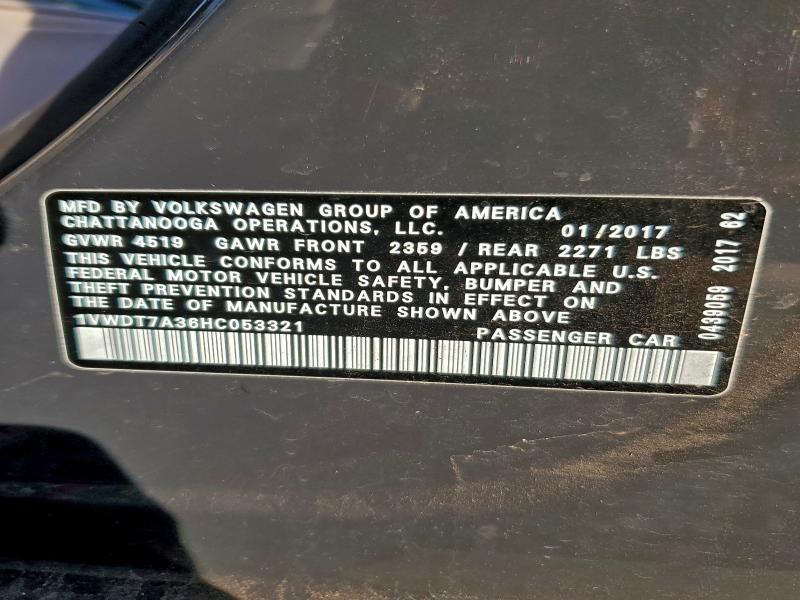 MFD BY VOLKSWAGEN GROUP OF AMERICA
CHATTANOOGA OPERATIONS, LLC. 01/2017
GVWR 4519 GAWR FRONT 2359 / REAR 2271 LBS
THIS VEHICLE CONFORMS TO ALL APPLICABLE U.S.
FEDERAL MOTOR VEHICLE SAFETY, BUMPER AND
THEFT PREVENTION STANDARDS IN EFFECT ON
THE DATE OF MANUFACTURE SHOWN ABOVE
1VWDT7A36HC053321 PASSENGER CAR
0439059 2017 62